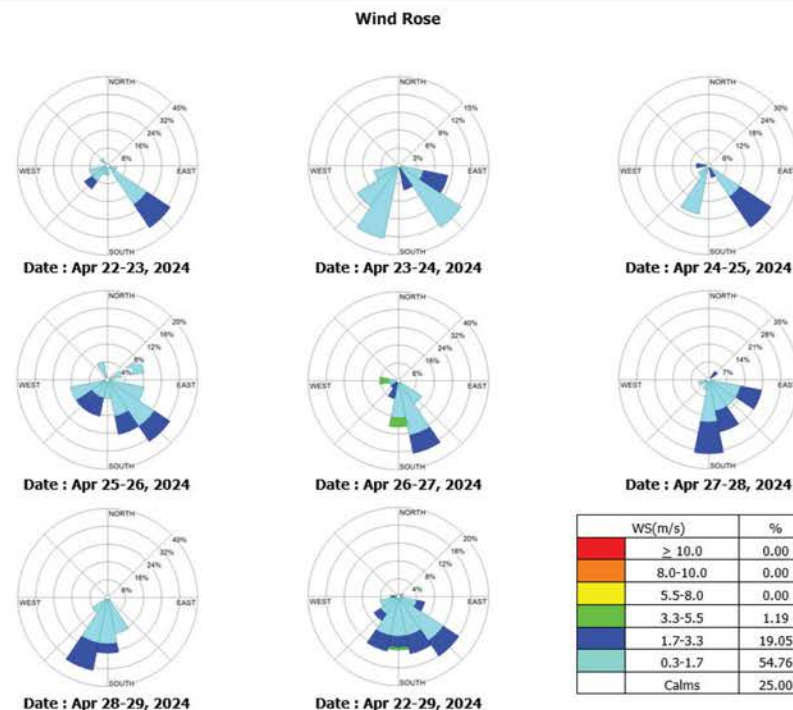 Wind Rose
NORTH
40%
32%
24%
16%
8%
WEST
EAST
SOUTH
Date : Apr 22-23, 2024
NORTH
15%
12%
9%
6%
3%
WEST
EAST
SOUTH
Date : Apr 23-24, 2024
NORTH
30%
24%
18%
12%
6%
WEST
EAST
SOUTH
Date : Apr 24-25, 2024
NORTH
20%
16%
12%
8%
4%
WEST
EAST
SOUTH
Date : Apr 25-26, 2024
NORTH
40%
32%
24%
16%
8%
WEST
EAST
SOUTH
Date : Apr 26-27, 2024
NORTH
35%
28%
21%
14%
7%
WEST
EAST
SOUTH
Date : Apr 27-28, 2024
NORTH
40%
32%
24%
16%
8%
WEST
EAST
SOUTH
Date : Apr 28-29, 2024
NORTH
20%
16%
12%
8%
4%
WEST
EAST
SOUTH
Date : Apr 22-29, 2024
WS(m/s) %
≥ 10.0 0.00
8.0-10.0 0.00
5.5-8.0 0.00
3.3-5.5 1.19
1.7-3.3 19.05
0.3-1.7 54.76
Calms 25.00